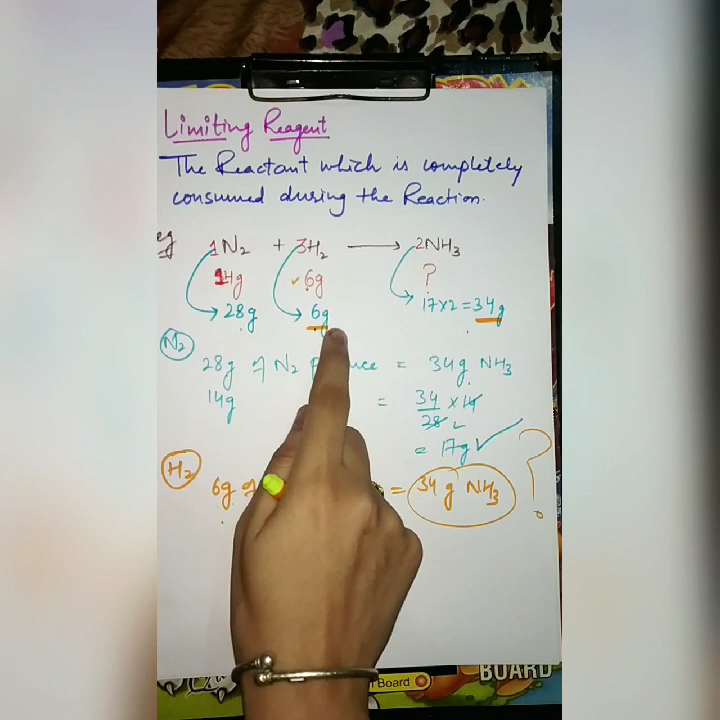 Limiting Reagent
The Reactant which is completely
consumed during the Reaction.
eg 1N₂ + 3H₂ → 2NH₃
14g 6g ?
28g 6g 17×2=34g
N₂
28g of N₂ = 34g NH₃
14g = 34/28 × 14
= 17g ✓
H₂
6g = 34 g NH₃ ?
Board BOARD